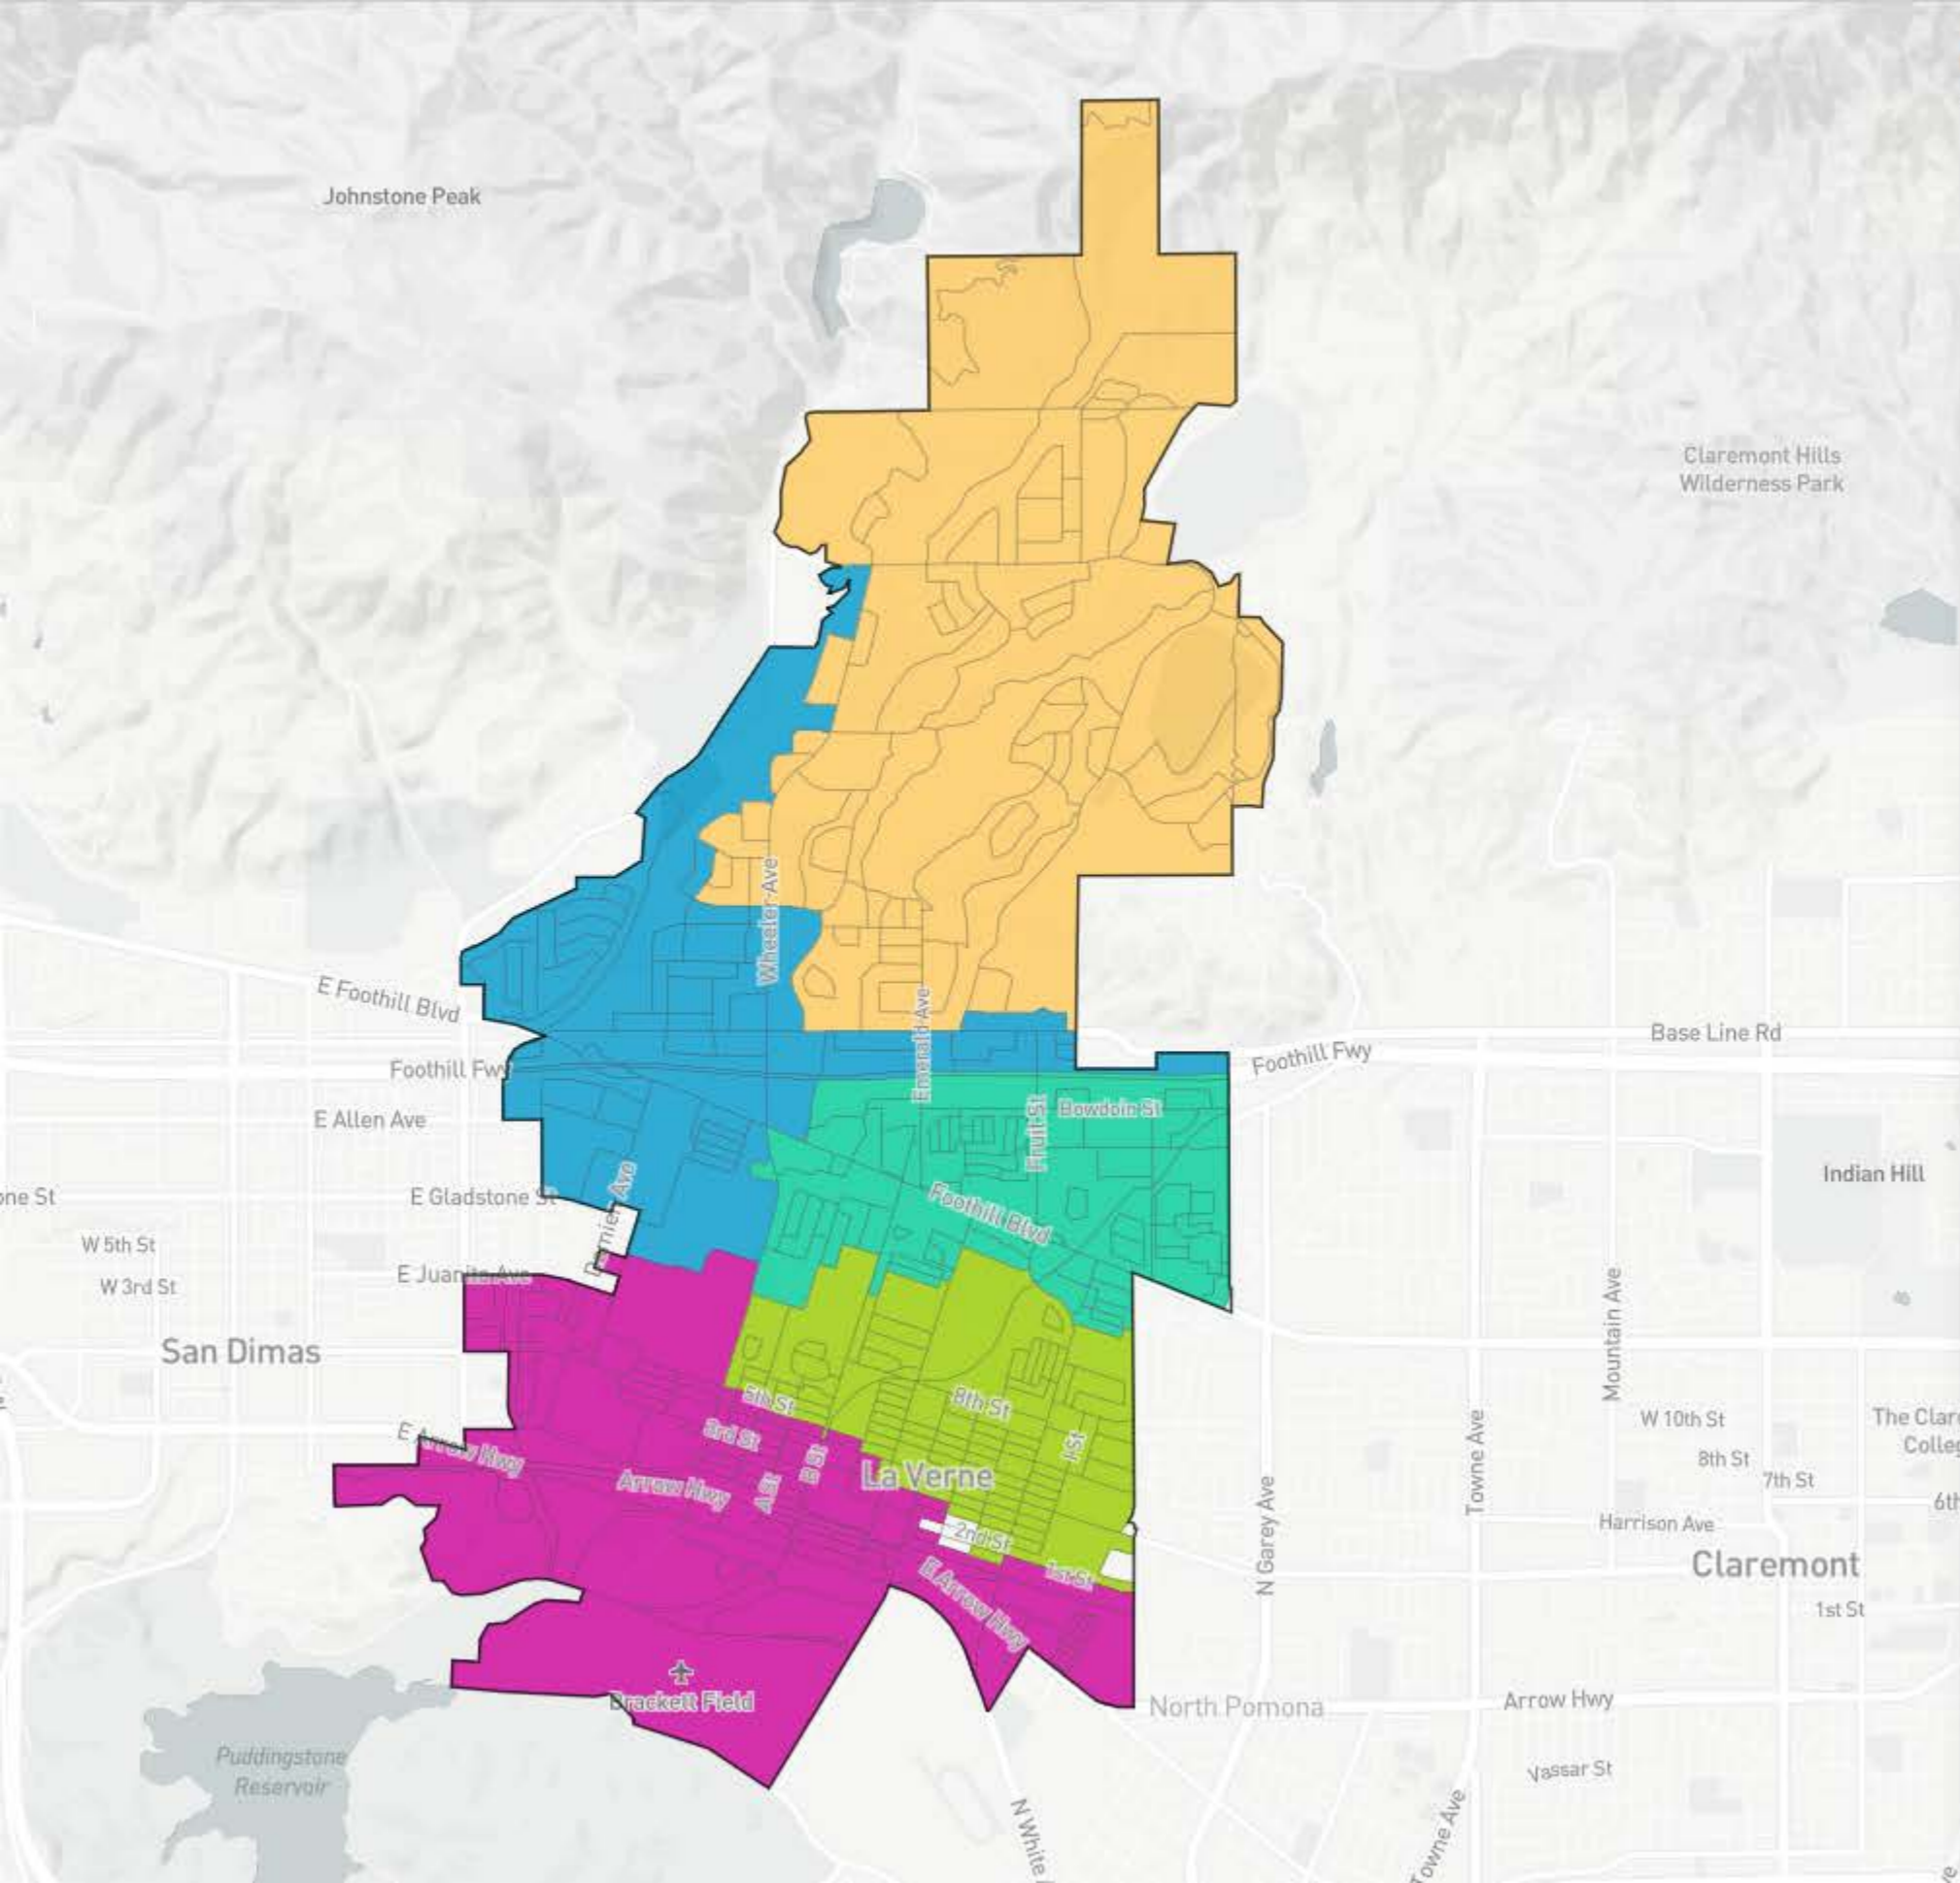 Johnstone Peak
Claremont Hills
Wilderness Park
Wheeler Ave
E Foothill Blvd
Emerald Ave
Base Line Rd
Foothill Fwy
Foothill Fwy
E Allen Ave
Fruit St
Bowdoin St
Indian Hill
E Gladstone St
Foothill Blvd
W 5th St
E Juanita Ave
W 3rd St
Mountain Ave
San Dimas
5th St
8th St
3rd St
B St
I St
E Arrow Hwy
La Verne
Arrow Hwy
A St
2nd St
1st St
E Arrow Hwy
N Garey Ave
Towne Ave
W 10th St
8th St
7th St
Harrison Ave
Claremont
1st St
Brackett Field
North Pomona
Arrow Hwy
Puddingstone
Reservoir
Vassar St
N White
Towne Ave